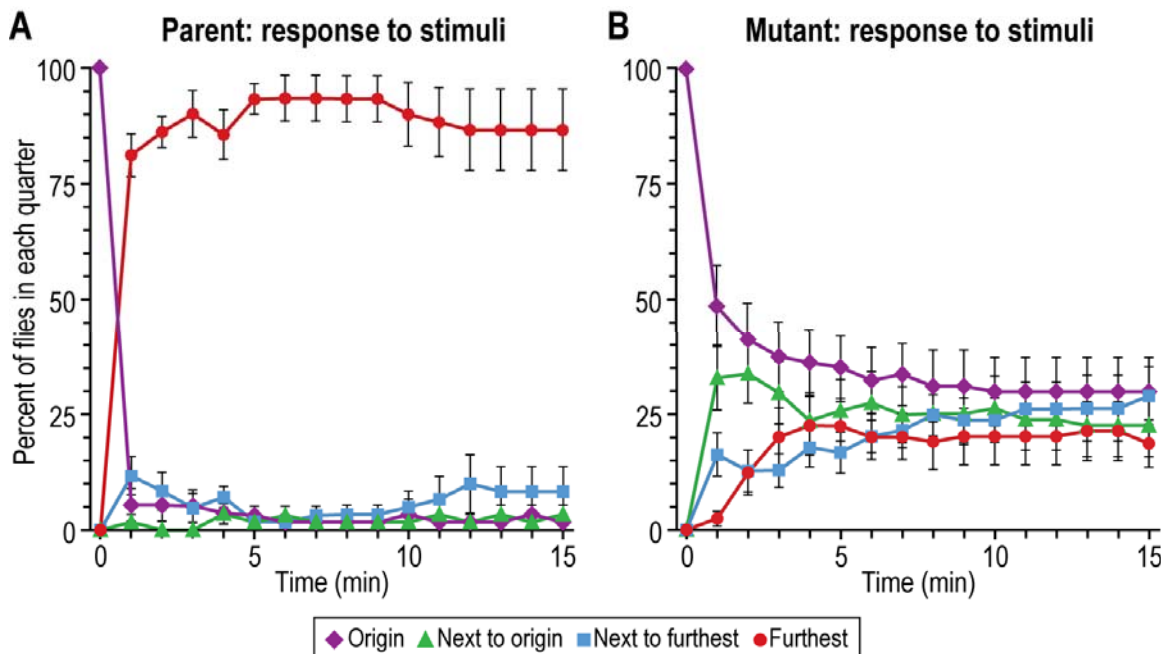 A Parent: response to stimuli
B Mutant: response to stimuli
Percent of flies in each quarter
100
75
50
25
0
0 5 10 15
Time (min)
100
75
50
25
0
0 5 10 15
Time (min)
Origin Next to origin Next to furthest Furthest